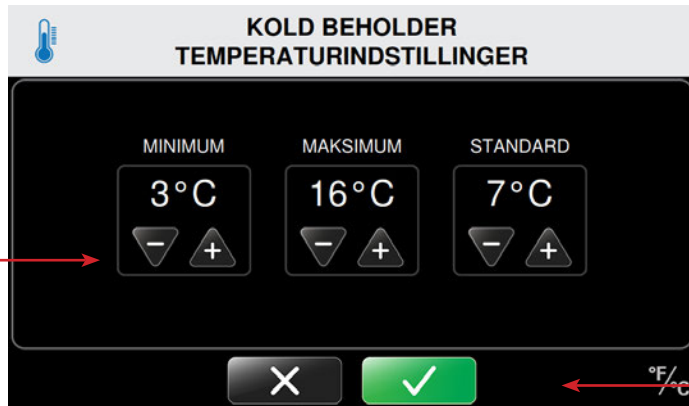 KOLD BEHOLDER
TEMPERATURINDSTILLINGER
MINIMUM MAKSIMUM STANDARD
3°C 16°C 7°C
- + - + - +
°F/°C